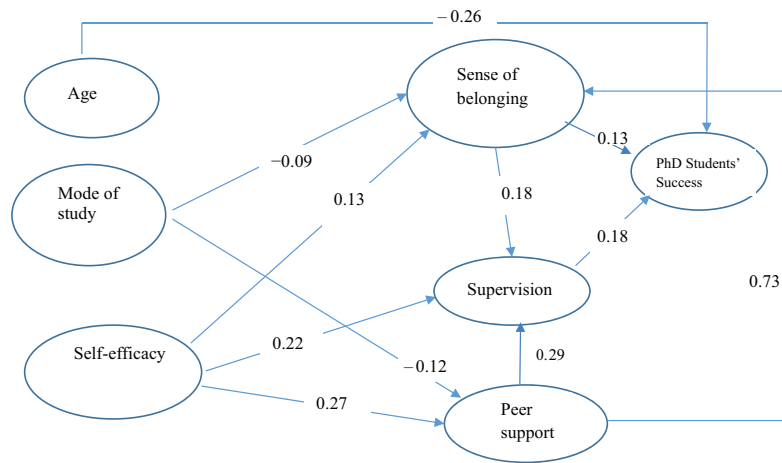 −0.26
Age
Sense of
belonging
0.13
PhD Students’
Success
−0.09
Mode of
study
0.13
0.18
0.18
Supervision
0.73
Self-efficacy
0.22
0.29
−0.12
0.27
Peer
support